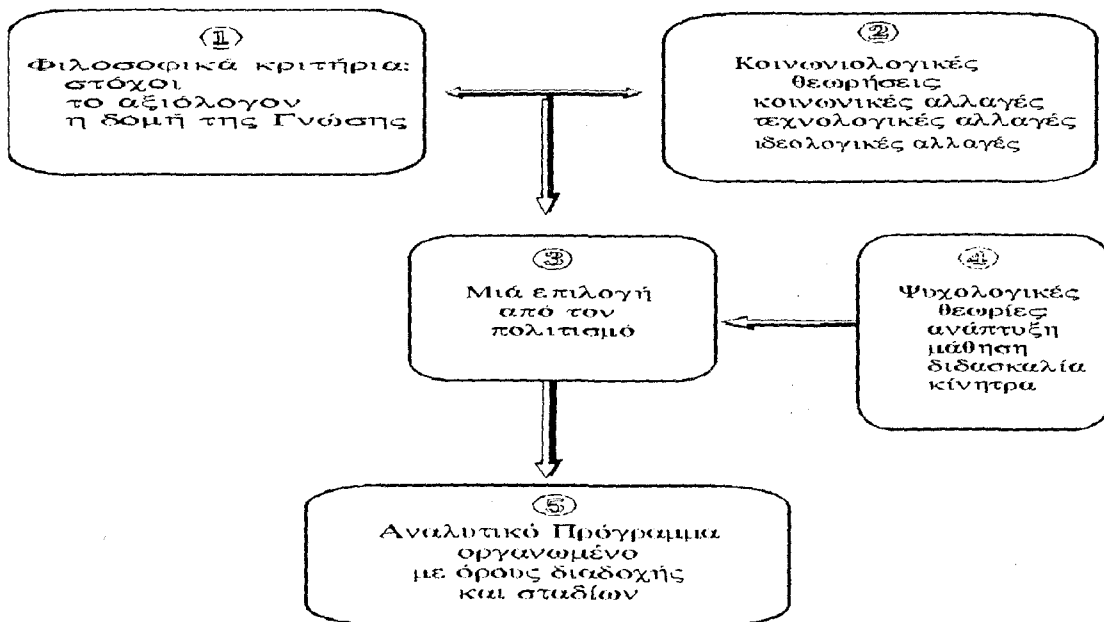 ①
Φιλοσοφικά κριτήρια:
στόχοι
το αξιόλογον
η δομή της Γνώσης
②
Κοινωνιολογικές
θεωρήσεις
κοινωνικές αλλαγές
τεχνολογικές αλλαγές
ιδεολογικές αλλαγές
③
Μιά επιλογή
από τον
πολιτισμό
④
Ψυχολογικές
θεωρίες
ανάπτυξη
μάθηση
διδασκαλία
κίνητρα
⑤
Αναλυτικό Πρόγραμμα
οργανωμένο
με όρους διαδοχής
και σταδίων